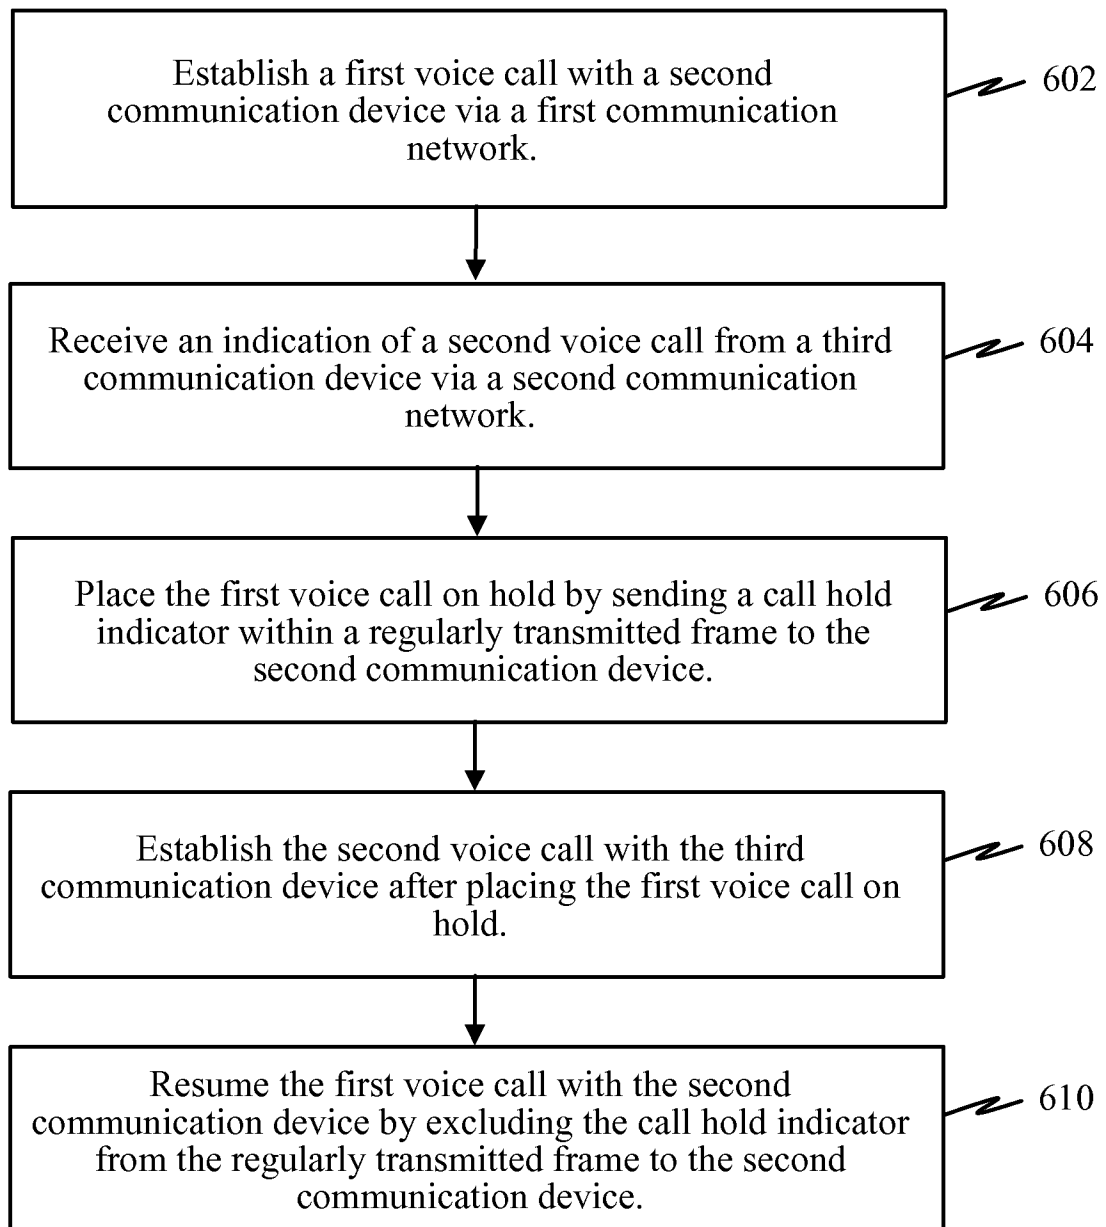 Establish a first voice call with a second
communication device via a first communication
network.
602
Receive an indication of a second voice call from a third
communication device via a second communication
network.
604
Place the first voice call on hold by sending a call hold
indicator within a regularly transmitted frame to the
second communication device.
606
Establish the second voice call with the third
communication device after placing the first voice call on
hold.
608
Resume the first voice call with the second
communication device by excluding the call hold indicator
from the regularly transmitted frame to the second
communication device.
610